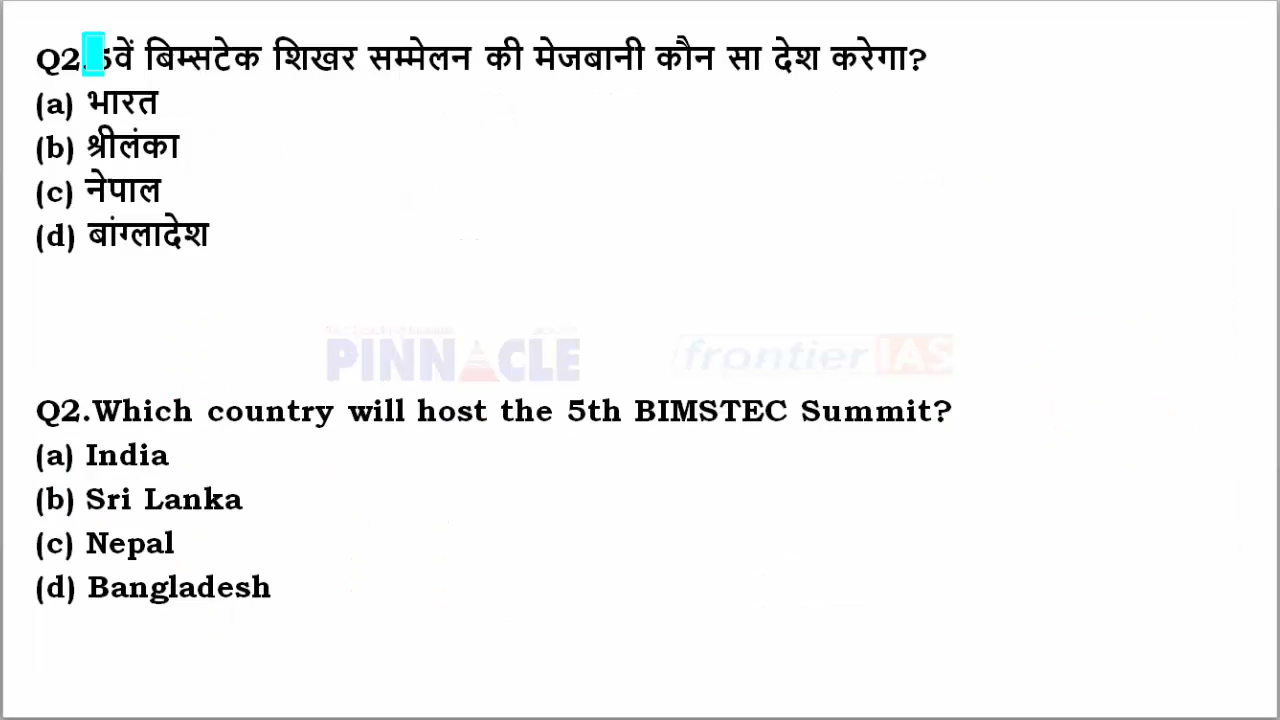 Q2.5वें बिम्सटेक शिखर सम्मेलन की मेजबानी कौन सा देश करेगा?
(a) भारत
(b) श्रीलंका
(c) नेपाल
(d) बांग्लादेश
PINNACLE frontier IAS
Q2.Which country will host the 5th BIMSTEC Summit?
(a) India
(b) Sri Lanka
(c) Nepal
(d) Bangladesh